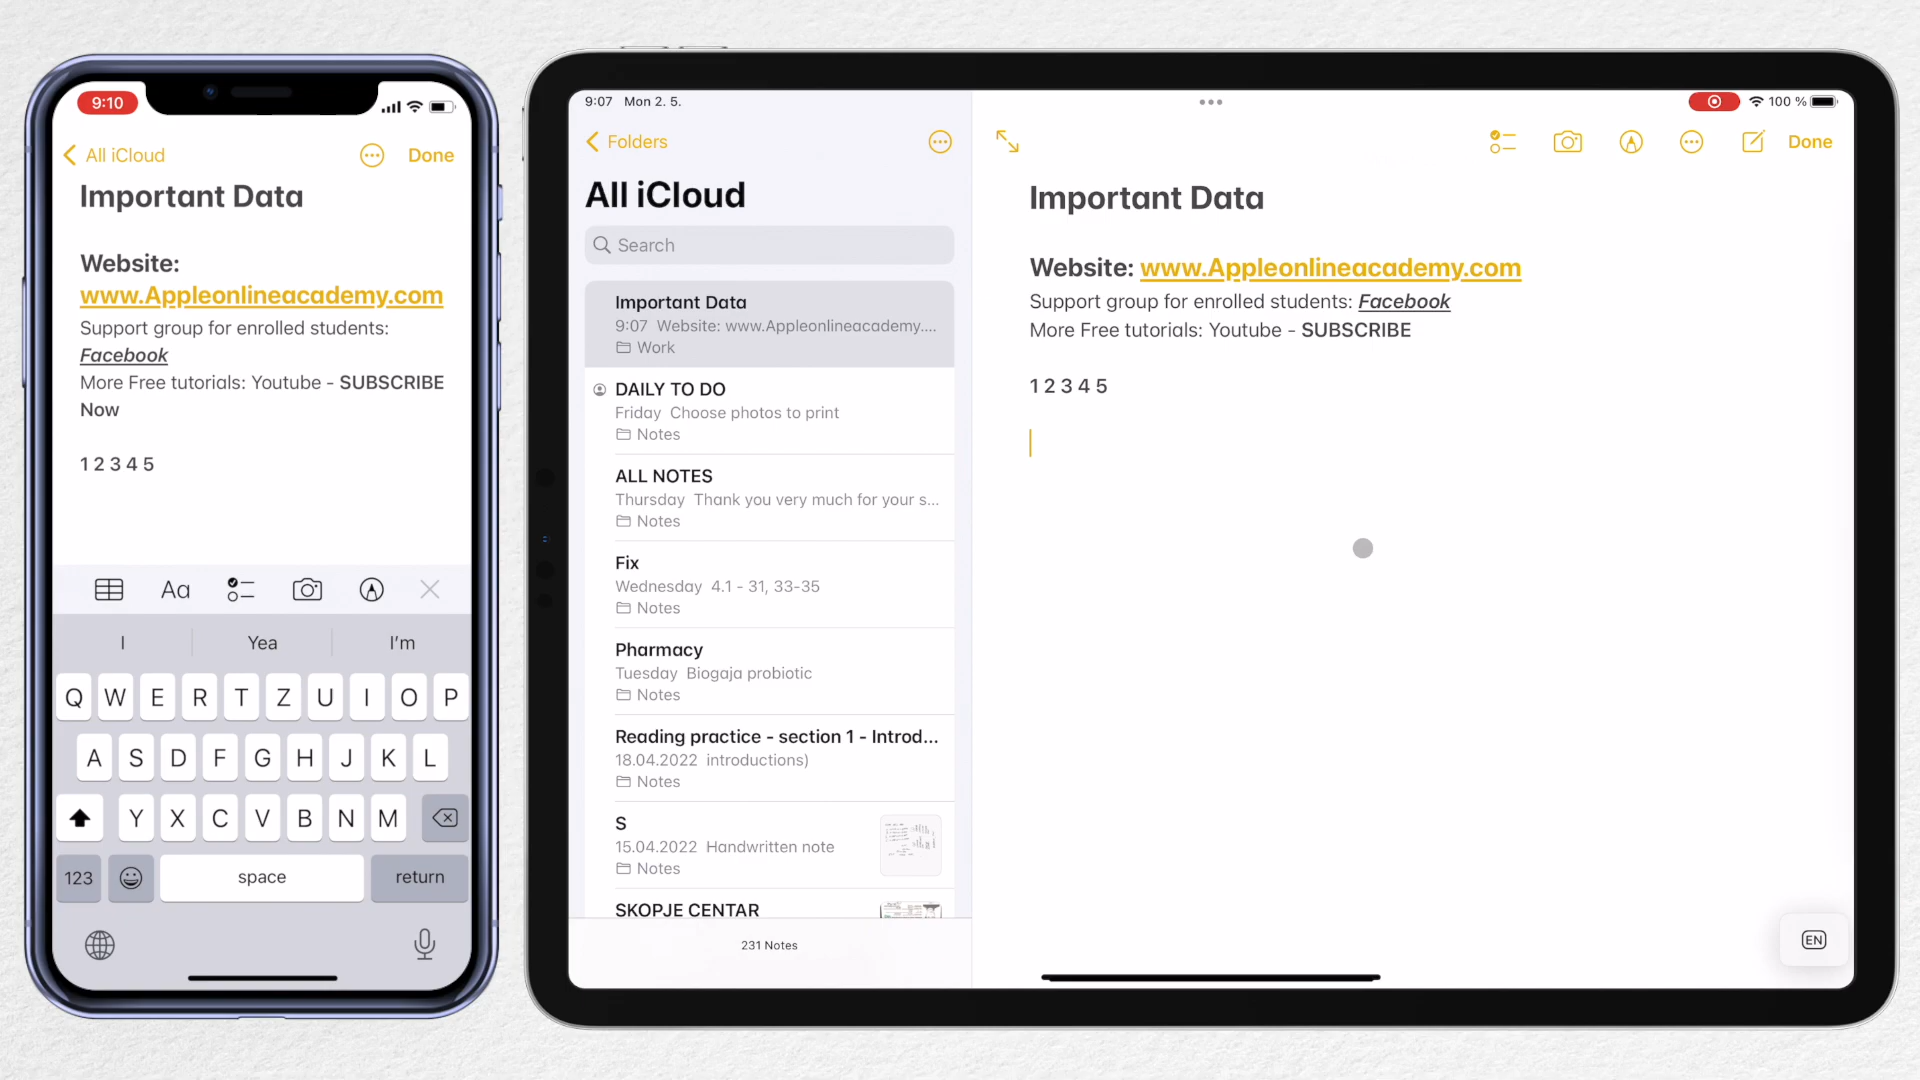 9:10
All iCloud
Done
Important Data
Website:
www.Appleonlineacademy.com
Support group for enrolled students:
Facebook
More Free tutorials: Youtube - SUBSCRIBE
Now
1 2 3 4 5
Aa
I Yea I'm
Q W E R T Z U I O P
A S D F G H J K L
Y X C V B N M
123 space return
9:07 Mon 2. 5.
Folders
All iCloud
Search
Important Data
9:07 Website: www.Appleonlineacademy....
Work
DAILY TO DO
Friday Choose photos to print
Notes
ALL NOTES
Thursday Thank you very much for your s...
Notes
Fix
Wednesday 4.1 - 31, 33-35
Notes
Pharmacy
Tuesday Biogaja probiotic
Notes
Reading practice - section 1 - Introd...
18.04.2022 introductions)
Notes
S
15.04.2022 Handwritten note
Notes
SKOPJE CENTAR
231 Notes
100 %
Done
Important Data
Website: www.Appleonlineacademy.com
Support group for enrolled students: Facebook
More Free tutorials: Youtube - SUBSCRIBE
1 2 3 4 5
EN